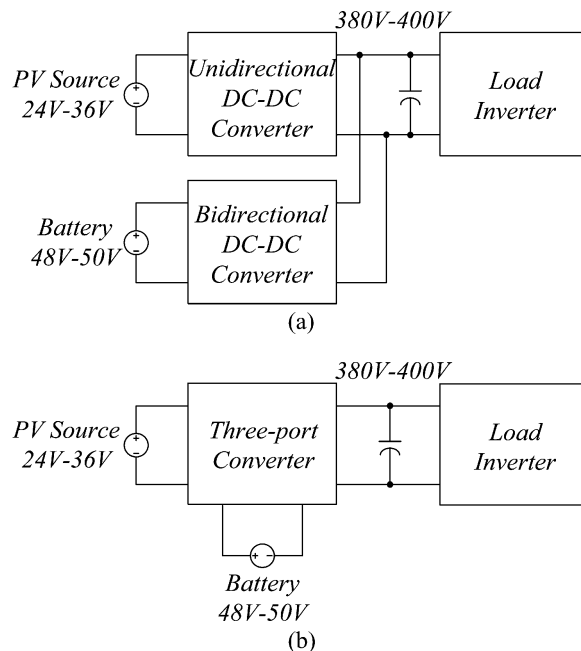 380V-400V
PV Source
24V-36V
Unidirectional
DC-DC
Converter
Load
Inverter
Battery
48V-50V
Bidirectional
DC-DC
Converter
(a)
380V-400V
PV Source
24V-36V
Three-port
Converter
Load
Inverter
Battery
48V-50V
(b)